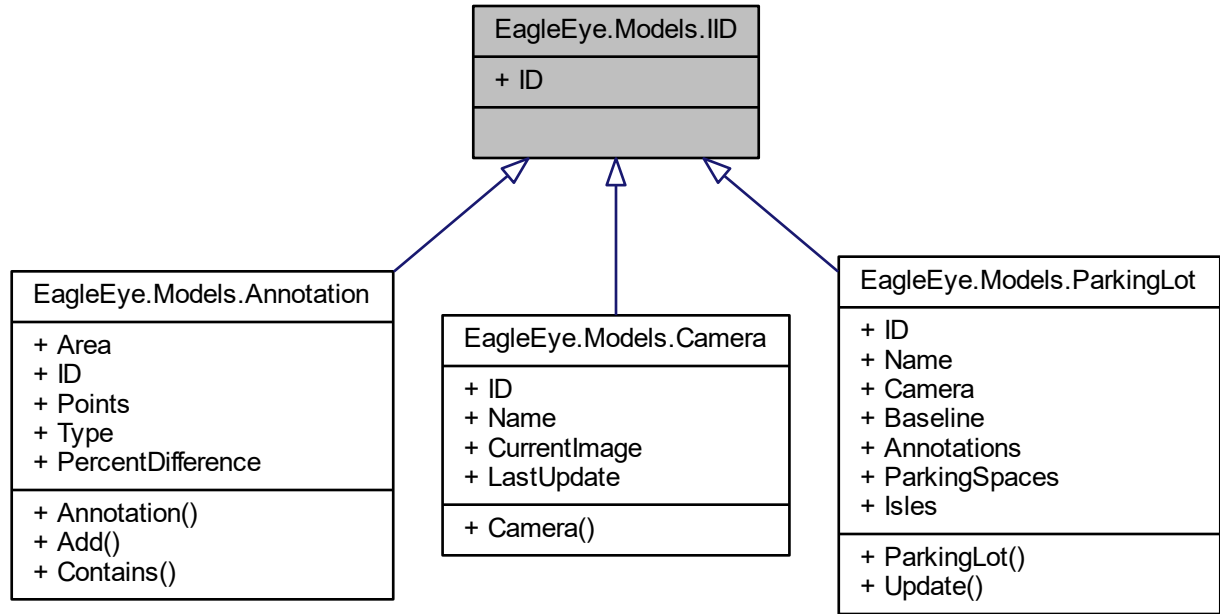 EagleEye.Models.IID
+ ID
EagleEye.Models.Annotation
+ Area
+ ID
+ Points
+ Type
+ PercentDifference
+ Annotation()
+ Add()
+ Contains()
EagleEye.Models.Camera
+ ID
+ Name
+ CurrentImage
+ LastUpdate
+ Camera()
EagleEye.Models.ParkingLot
+ ID
+ Name
+ Camera
+ Baseline
+ Annotations
+ ParkingSpaces
+ Isles
+ ParkingLot()
+ Update()